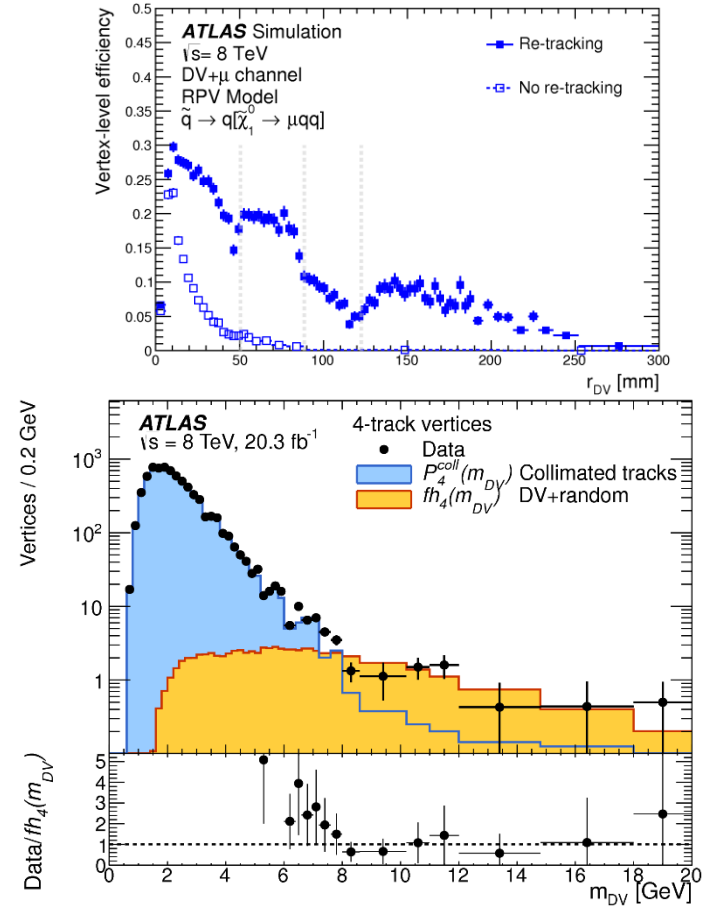 ATLAS Simulation
√s= 8 TeV
DV+μ channel
RPV Model
q̃ → q[χ̃₁⁰ → μqq]
Re-tracking
No re-tracking
Vertex-level efficiency
0.5
0.45
0.4
0.35
0.3
0.25
0.2
0.15
0.1
0.05
0
0 50 100 150 200 250 300
r_DV [mm]
ATLAS
√s = 8 TeV, 20.3 fb⁻¹
4-track vertices
Data
P₄^coll(m_DV) Collimated tracks
fh₄(m_DV) DV+random
Vertices / 0.2 GeV
10³
10²
10
1
Data/fh₄(m_DV)
5
4
3
2
1
0
0 2 4 6 8 10 12 14 16 18 20
m_DV [GeV]